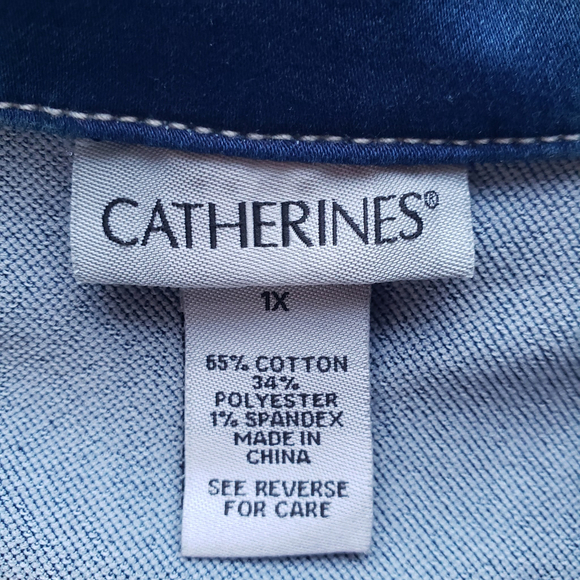 CATHERINES®
1X
65% COTTON
34%
POLYESTER
1% SPANDEX
MADE IN
CHINA
SEE REVERSE
FOR CARE